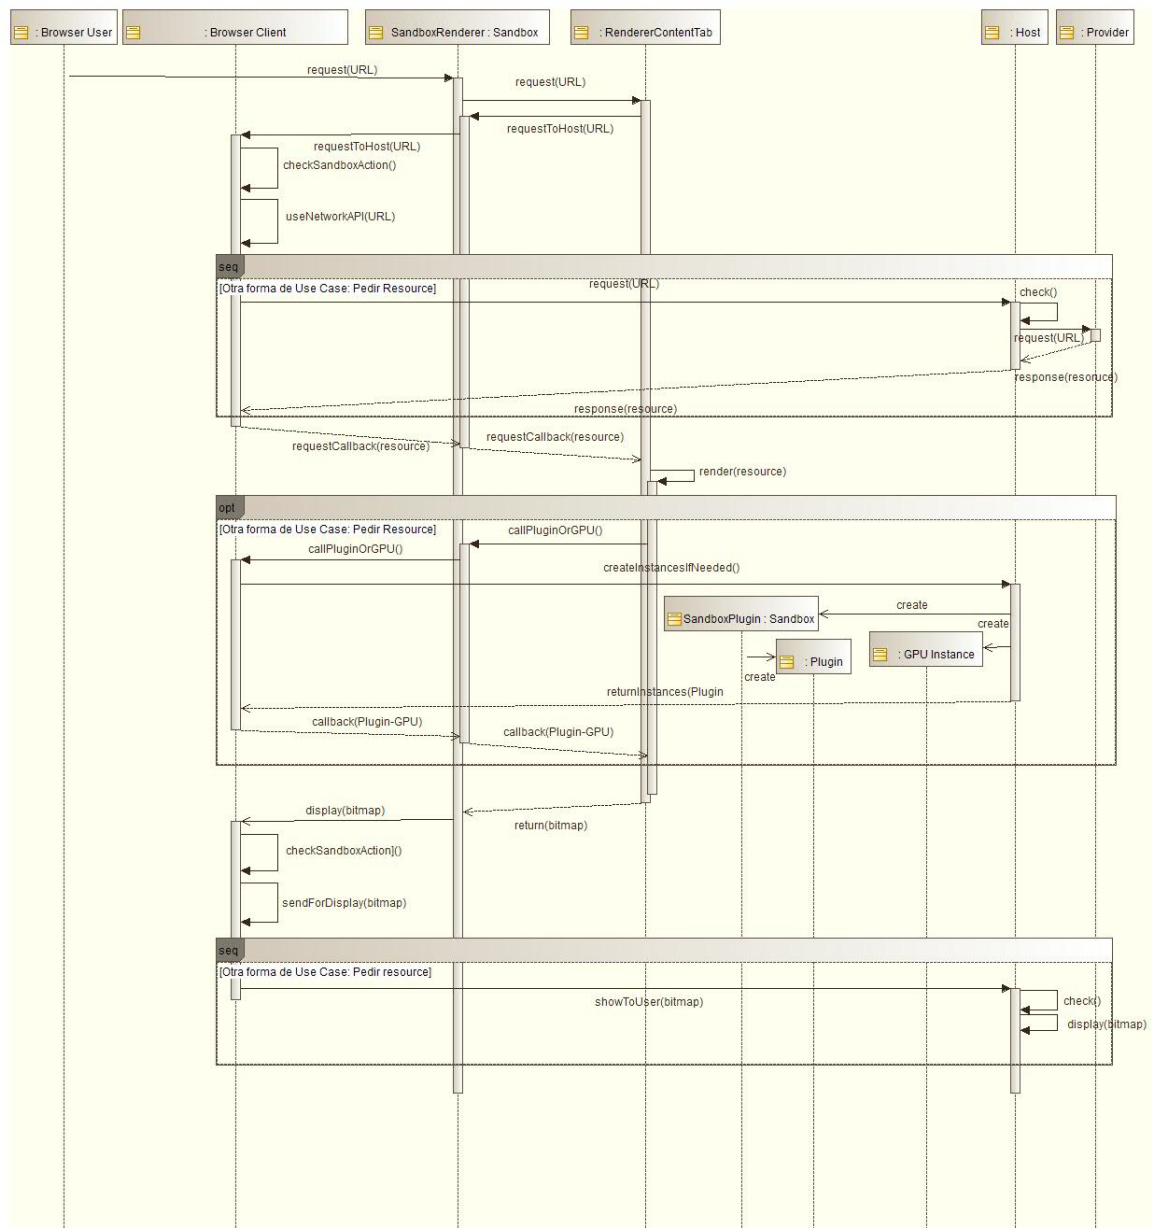 : Browser User
: Browser Client
SandboxRenderer : Sandbox
: RendererContentTab
: Host
: Provider
request(URL)
request(URL)
requestToHost(URL)
requestToHost(URL)
checkSandboxAction()
useNetworkAPI(URL)
seq
[Otra forma de Use Case: Pedir Resource]
request(URL)
check()
request(URL)
response(resoruce)
response(resource)
requestCallback(resource)
requestCallback(resource)
render(resource)
opt
[Otra forma de Use Case: Pedir Resource]
callPluginOrGPU()
callPluginOrGPU()
createInstancesIfNeeded()
create
SandboxPlugin : Sandbox
create
: GPU Instance
: Plugin
create
returnInstances(Plugin
callback(Plugin-GPU)
callback(Plugin-GPU)
display(bitmap)
return(bitmap)
checkSandboxAction]()
sendForDisplay(bitmap)
seq
[Otra forma de Use Case: Pedir resource]
showToUser(bitmap)
check()
display(bitmap)